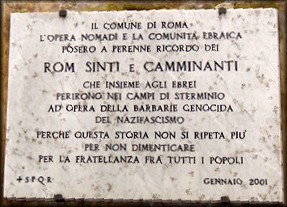 IL COMUNE DI ROMA
L'OPERA NOMADI E LA COMUNITÀ EBRAICA
POSERO A PERENNE RICORDO DEI
ROM SINTI E CAMMINANTI
CHE INSIEME AGLI EBREI
PERIRONO NEI CAMPI DI STERMINIO
AD OPERA DELLA BARBARIE GENOCIDA
DEL NAZIFASCISMO
PERCHÈ QUESTA STORIA NON SI RIPETA PIU'
PER NON DIMENTICARE
PER LA FRATELLANZA FRA TUTTI I POPOLI
+ S P Q R
GENNAIO, 2001